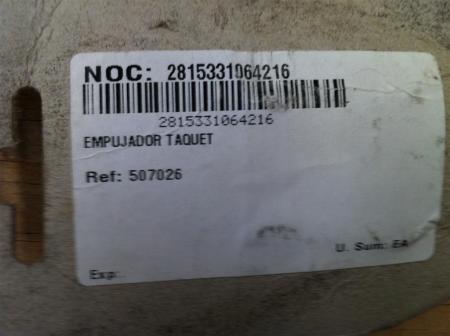 NOC: 2815331064216
2815331064216
EMPUJADOR TAQUET
Ref: 507026
U. Sum: EA
Exp: